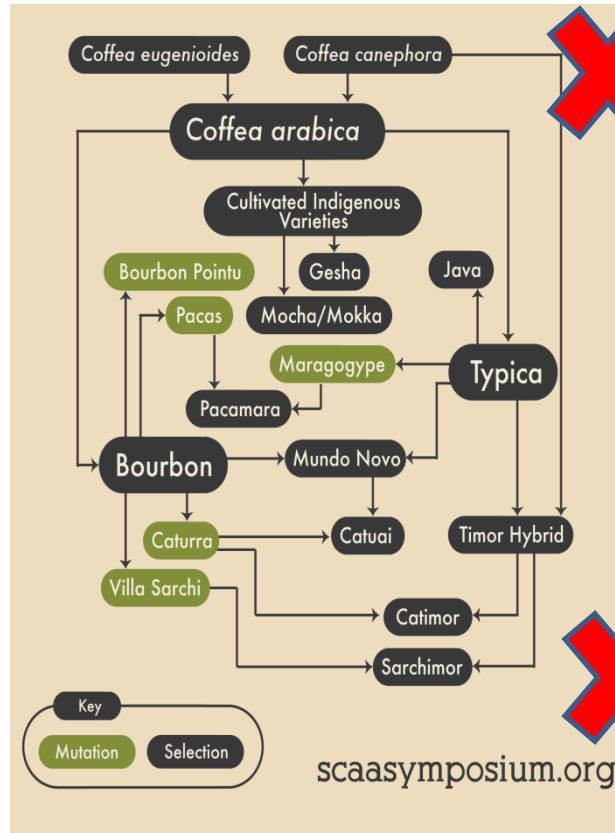 Coffea eugenioides
Coffea canephora
Coffea arabica
Cultivated Indigenous
Varieties
Bourbon Pointu
Gesha
Java
Pacas
Mocha/Mokka
Maragogype
Typica
Pacamara
Bourbon
Mundo Novo
Caturra
Catuai
Timor Hybrid
Villa Sarchi
Catimor
Sarchimor
Key
Mutation
Selection
scaasymposium.org